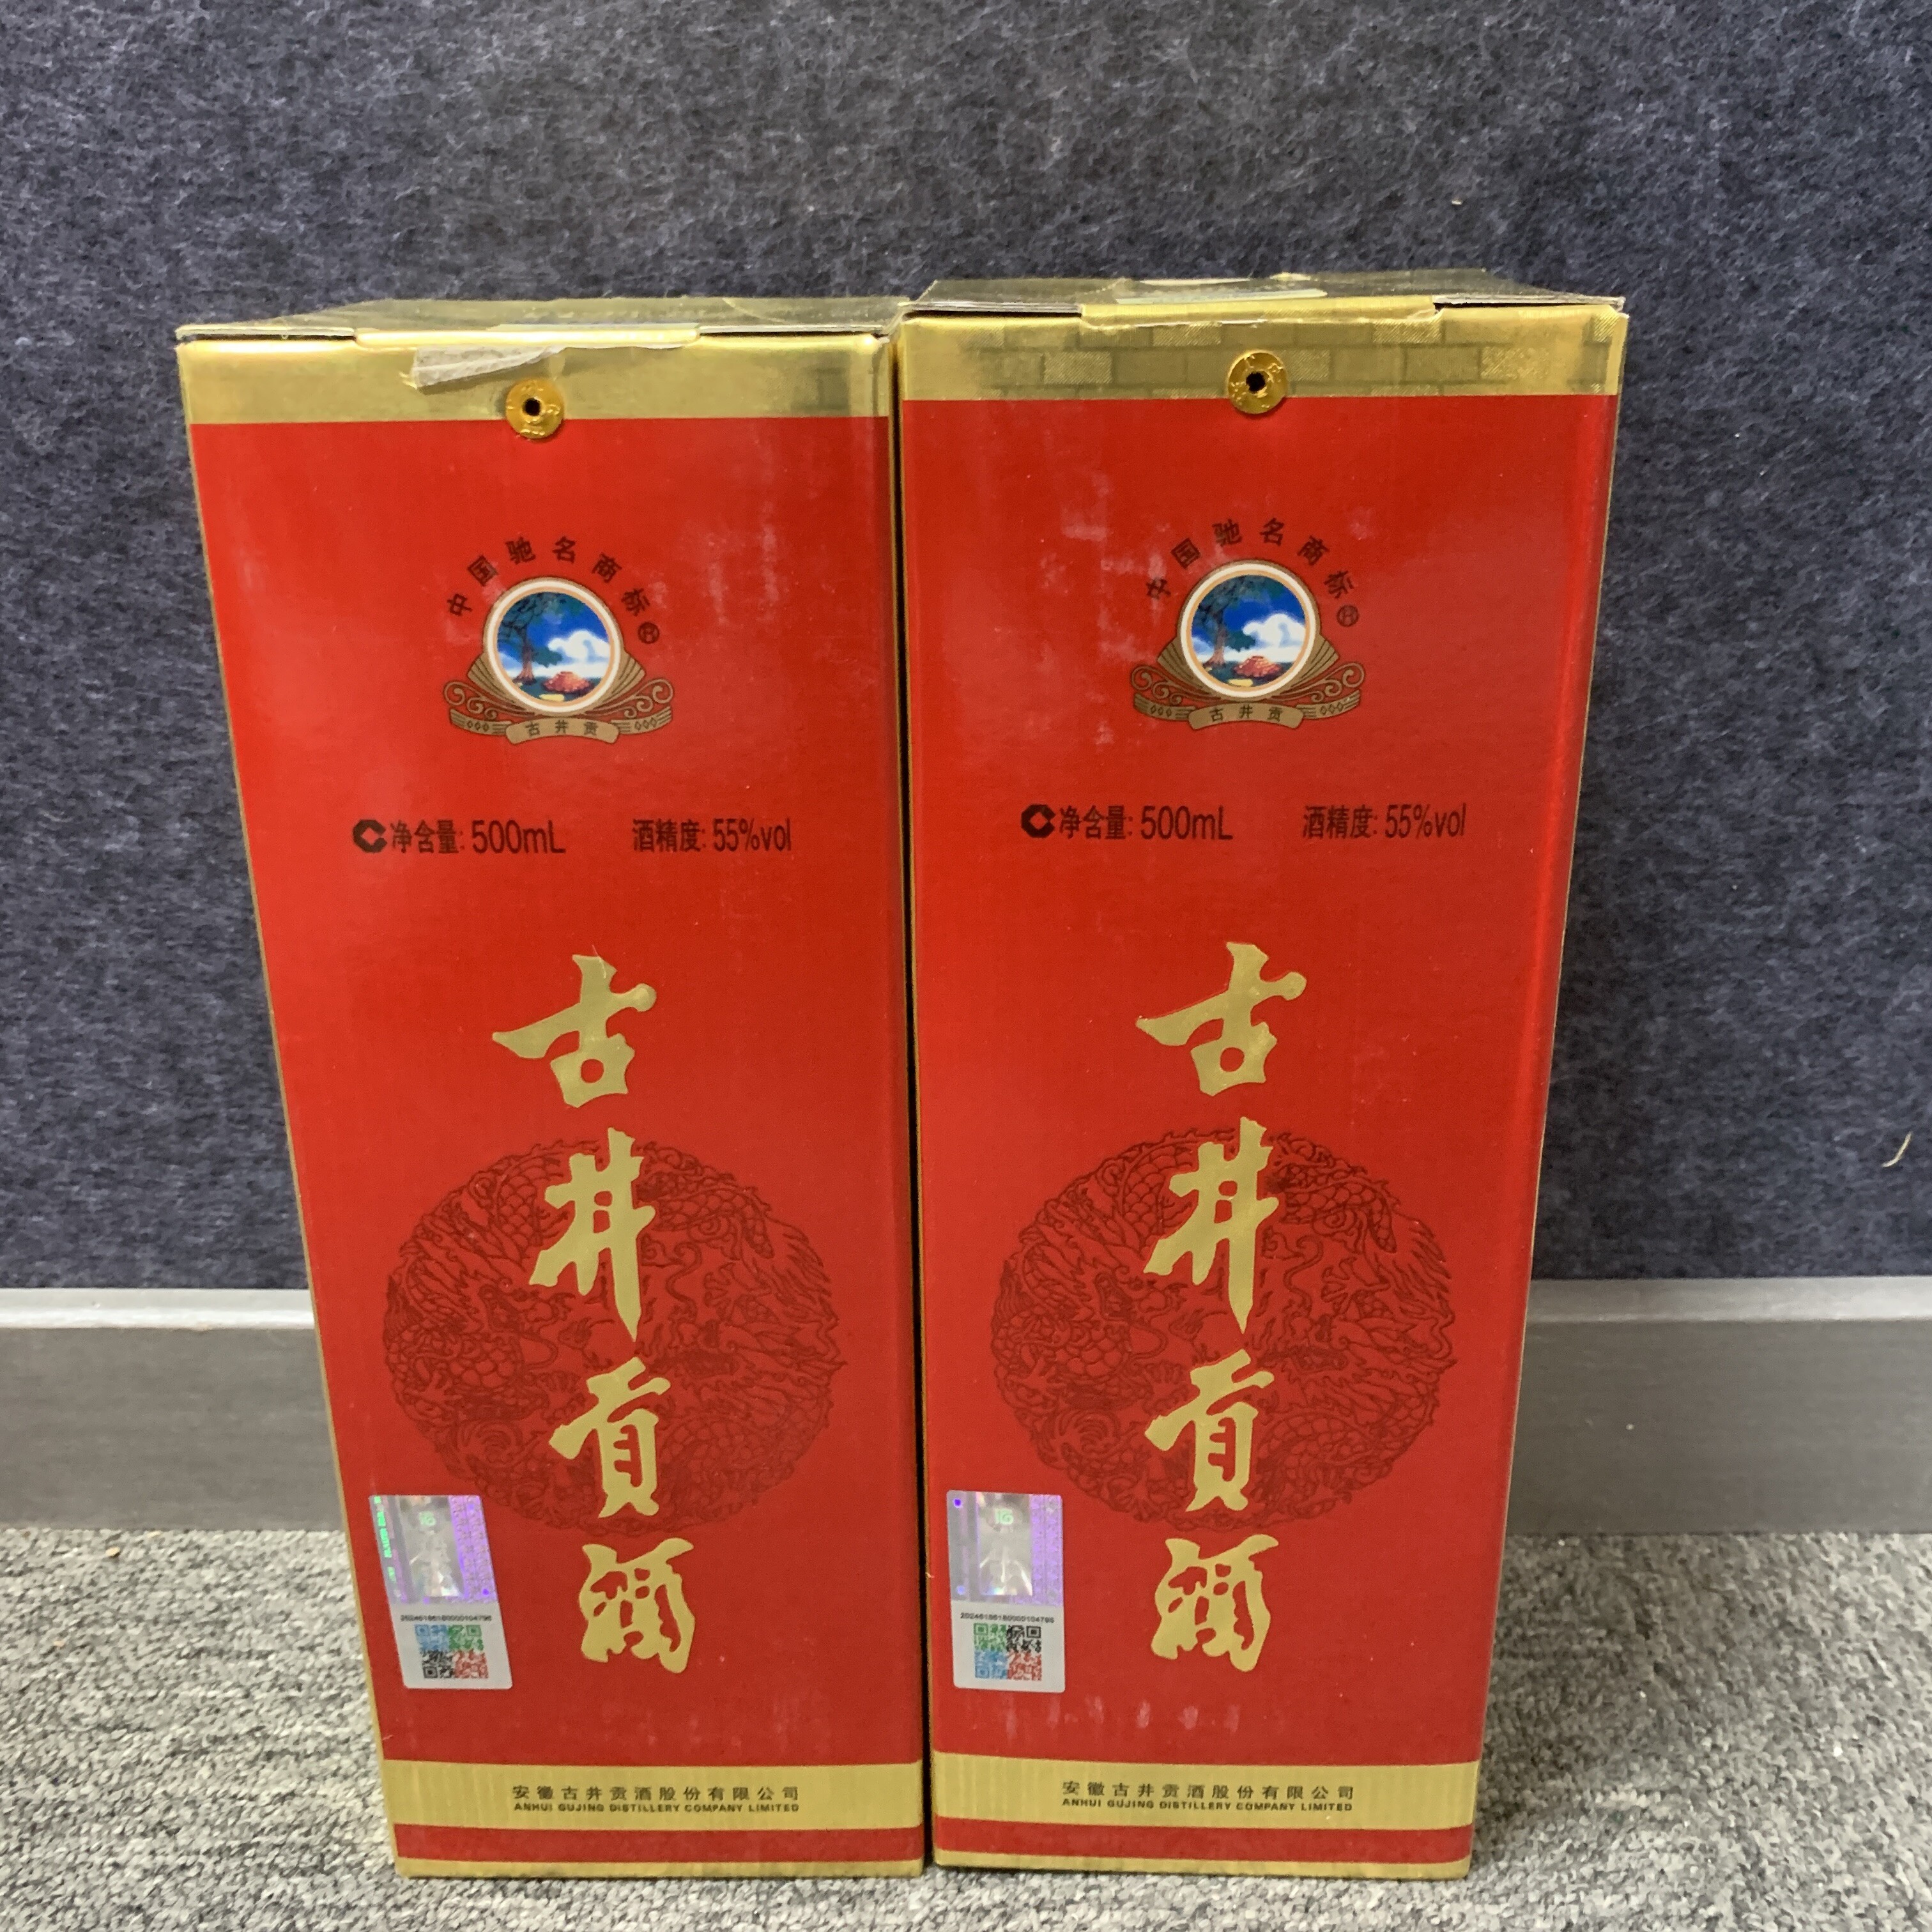 中国驰名商标
古井贡
净含量: 500mL
酒精度: 55%vol
古井贡酒
安徽古井贡酒股份有限公司
ANHUI GUJING DISTILLERY COMPANY LIMITED
中国驰名商标
古井贡
净含量: 500mL
酒精度: 55%vol
古井贡酒
安徽古井贡酒股份有限公司
ANHUI GUJING DISTILLERY COMPANY LIMITED